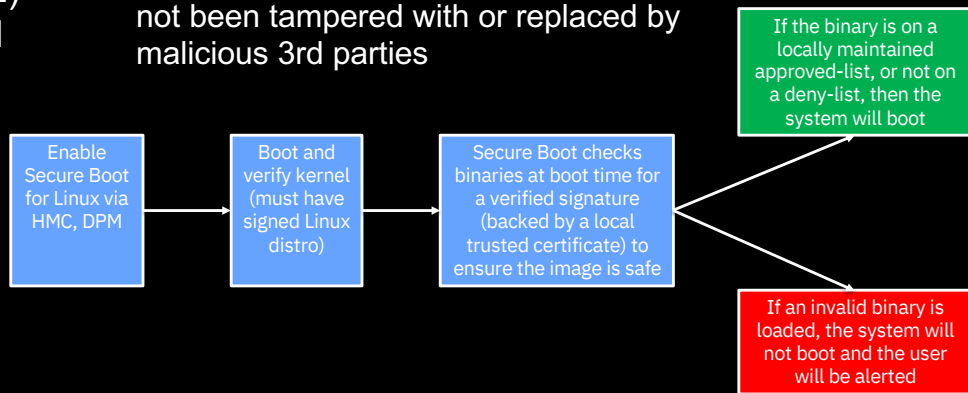 not been tampered with or replaced by
malicious 3rd parties
If the binary is on a
locally maintained
approved-list, or not on
a deny-list, then the
system will boot
Enable
Secure Boot
for Linux via
HMC, DPM
Boot and
verify kernel
(must have
signed Linux
distro)
Secure Boot checks
binaries at boot time for
a verified signature
(backed by a local
trusted certificate) to
ensure the image is safe
If an invalid binary is
loaded, the system will
not boot and the user
will be alerted